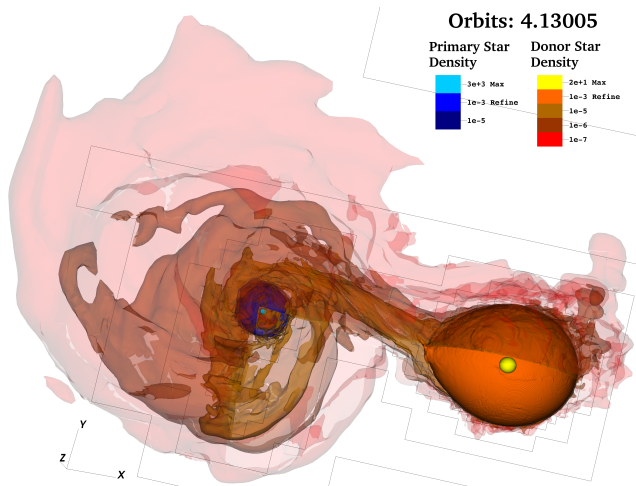 Orbits: 4.13005
Primary Star Density
3e+3 Max
1e-3 Refine
1e-5
Donor Star Density
2e+1 Max
1e-3 Refine
1e-5
1e-6
1e-7
Y
Z
X